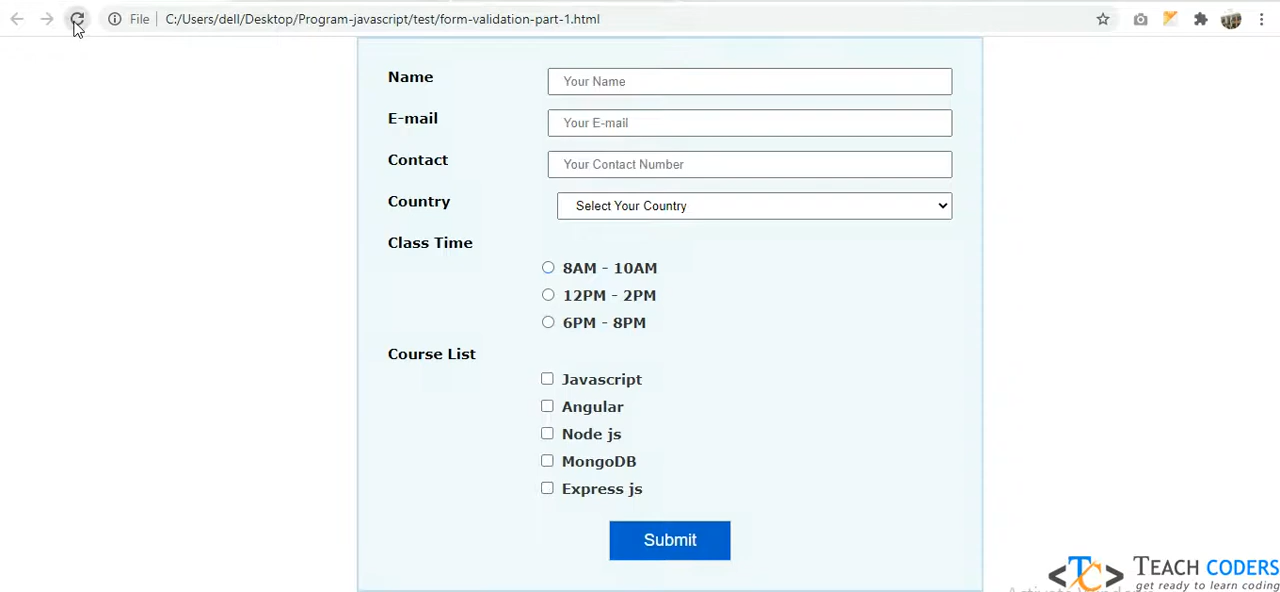 File
C:/Users/dell/Desktop/Program-javascript/test/form-validation-part-1.html
Name
Your Name
E-mail
Your E-mail
Contact
Your Contact Number
Country
Select Your Country
Class Time
8AM - 10AM
12PM - 2PM
6PM - 8PM
Course List
Javascript
Angular
Node js
MongoDB
Express js
Submit
<TC> TEACH CODERS
get ready to learn coding
Activate